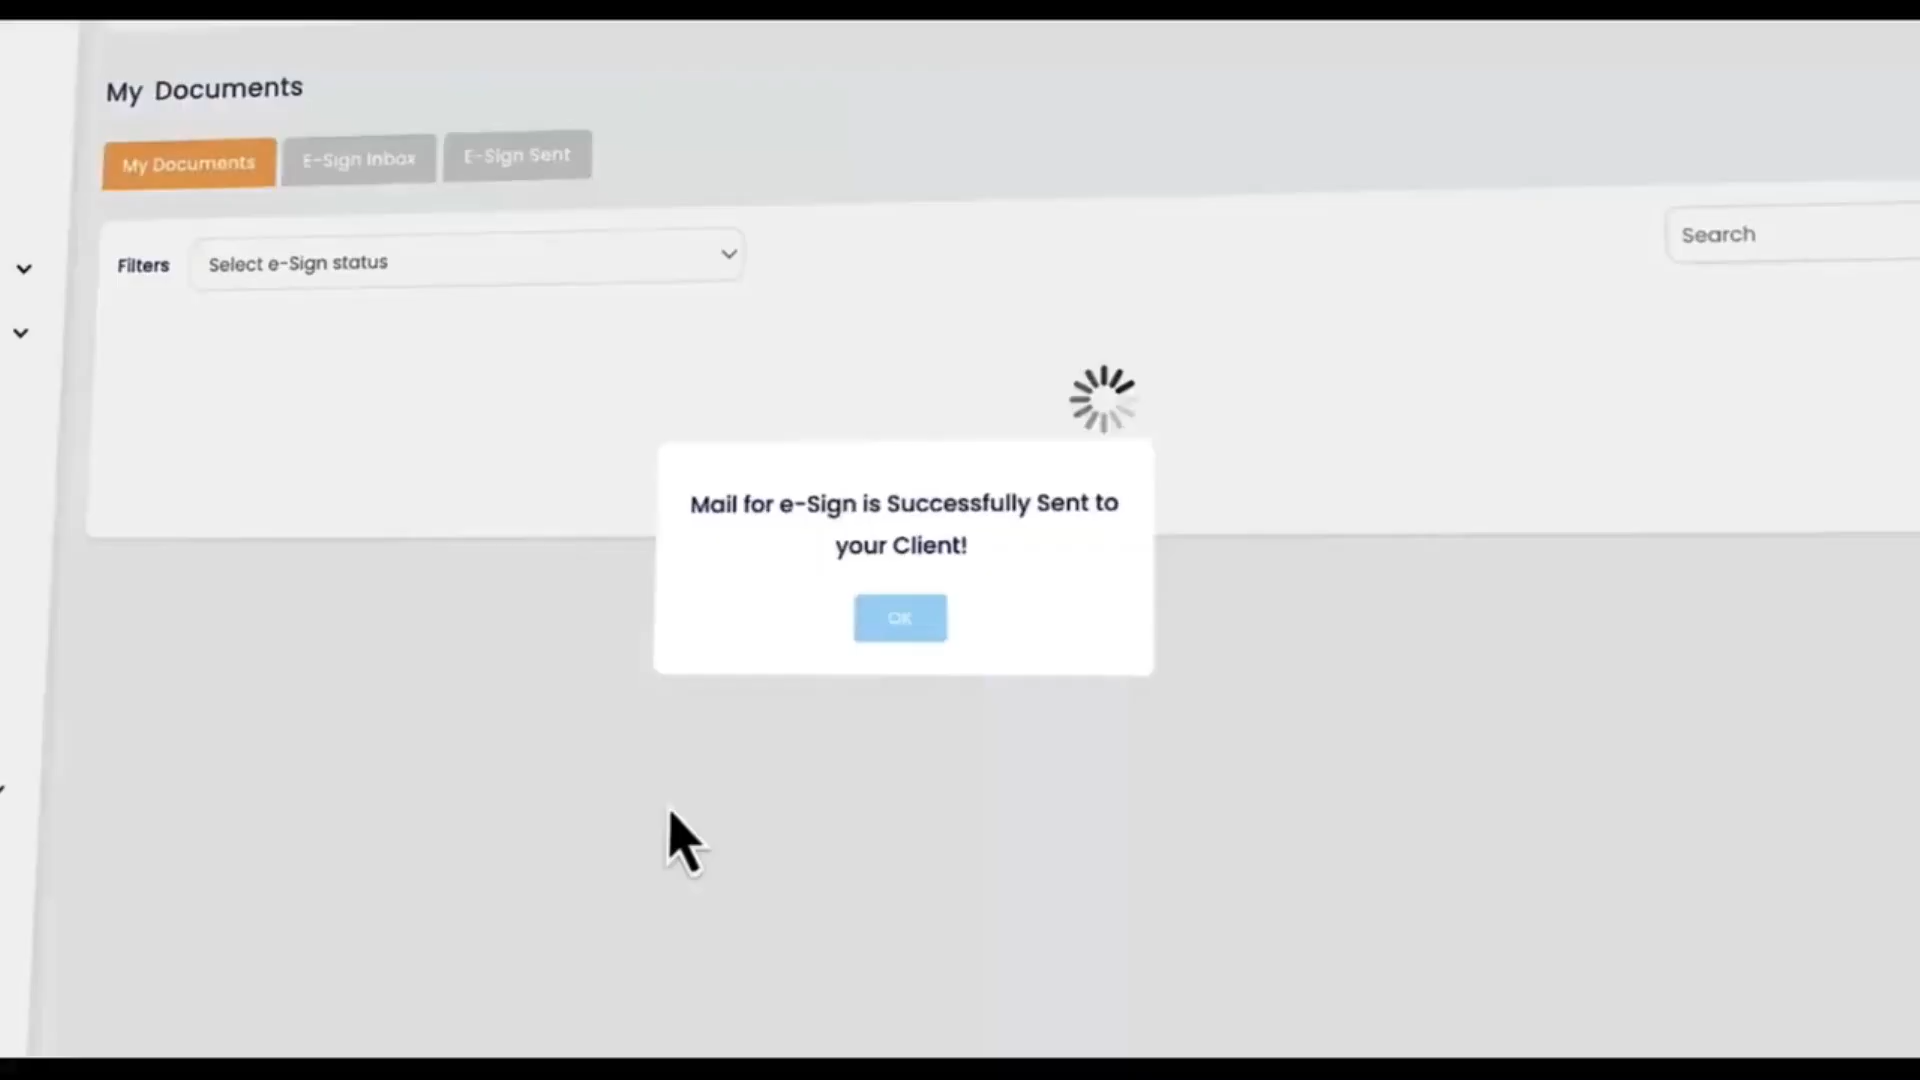 My Documents
My Documents
E-Sign Inbox
E-Sign Sent
Filters
Select e-Sign status
Search
Mail for e-Sign is Successfully Sent to
your Client!
OK